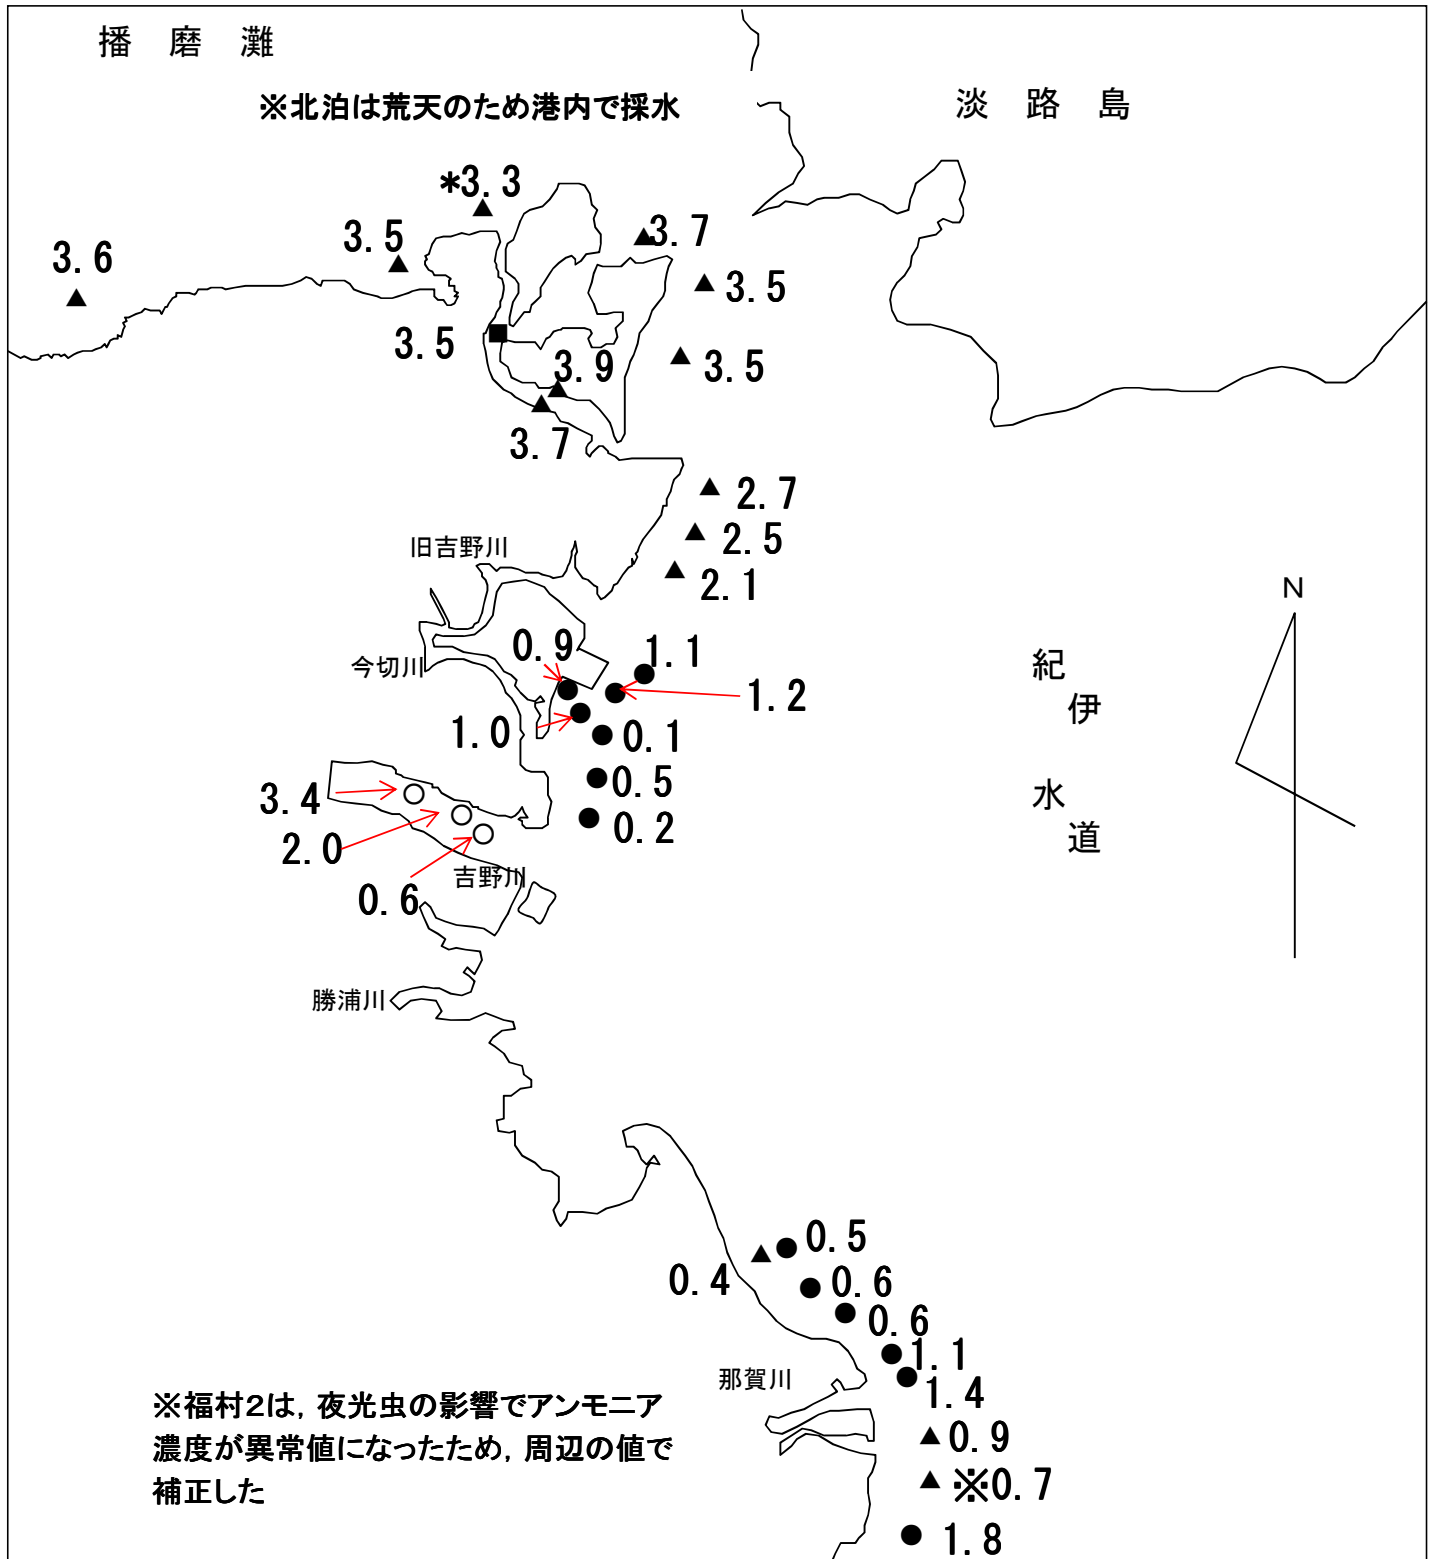 播 磨 灘
※北泊は荒天のため港内で採水
淡 路 島
*3.3
3.5
3.7
3.6
3.5
3.5
3.9
3.5
3.7
2.7
2.5
旧吉野川
2.1
N
0.9
1.1
今切川
紀
伊
1.2
1.0
0.1
0.5
3.4
水
0.2
道
2.0
吉野川
0.6
勝浦川
0.5
0.4
0.6
0.6
1.1
那賀川
1.4
※福村2は,夜光虫の影響でアンモニア
濃度が異常値になったため,周辺の値で
補正した
0.9
※0.7
1.8